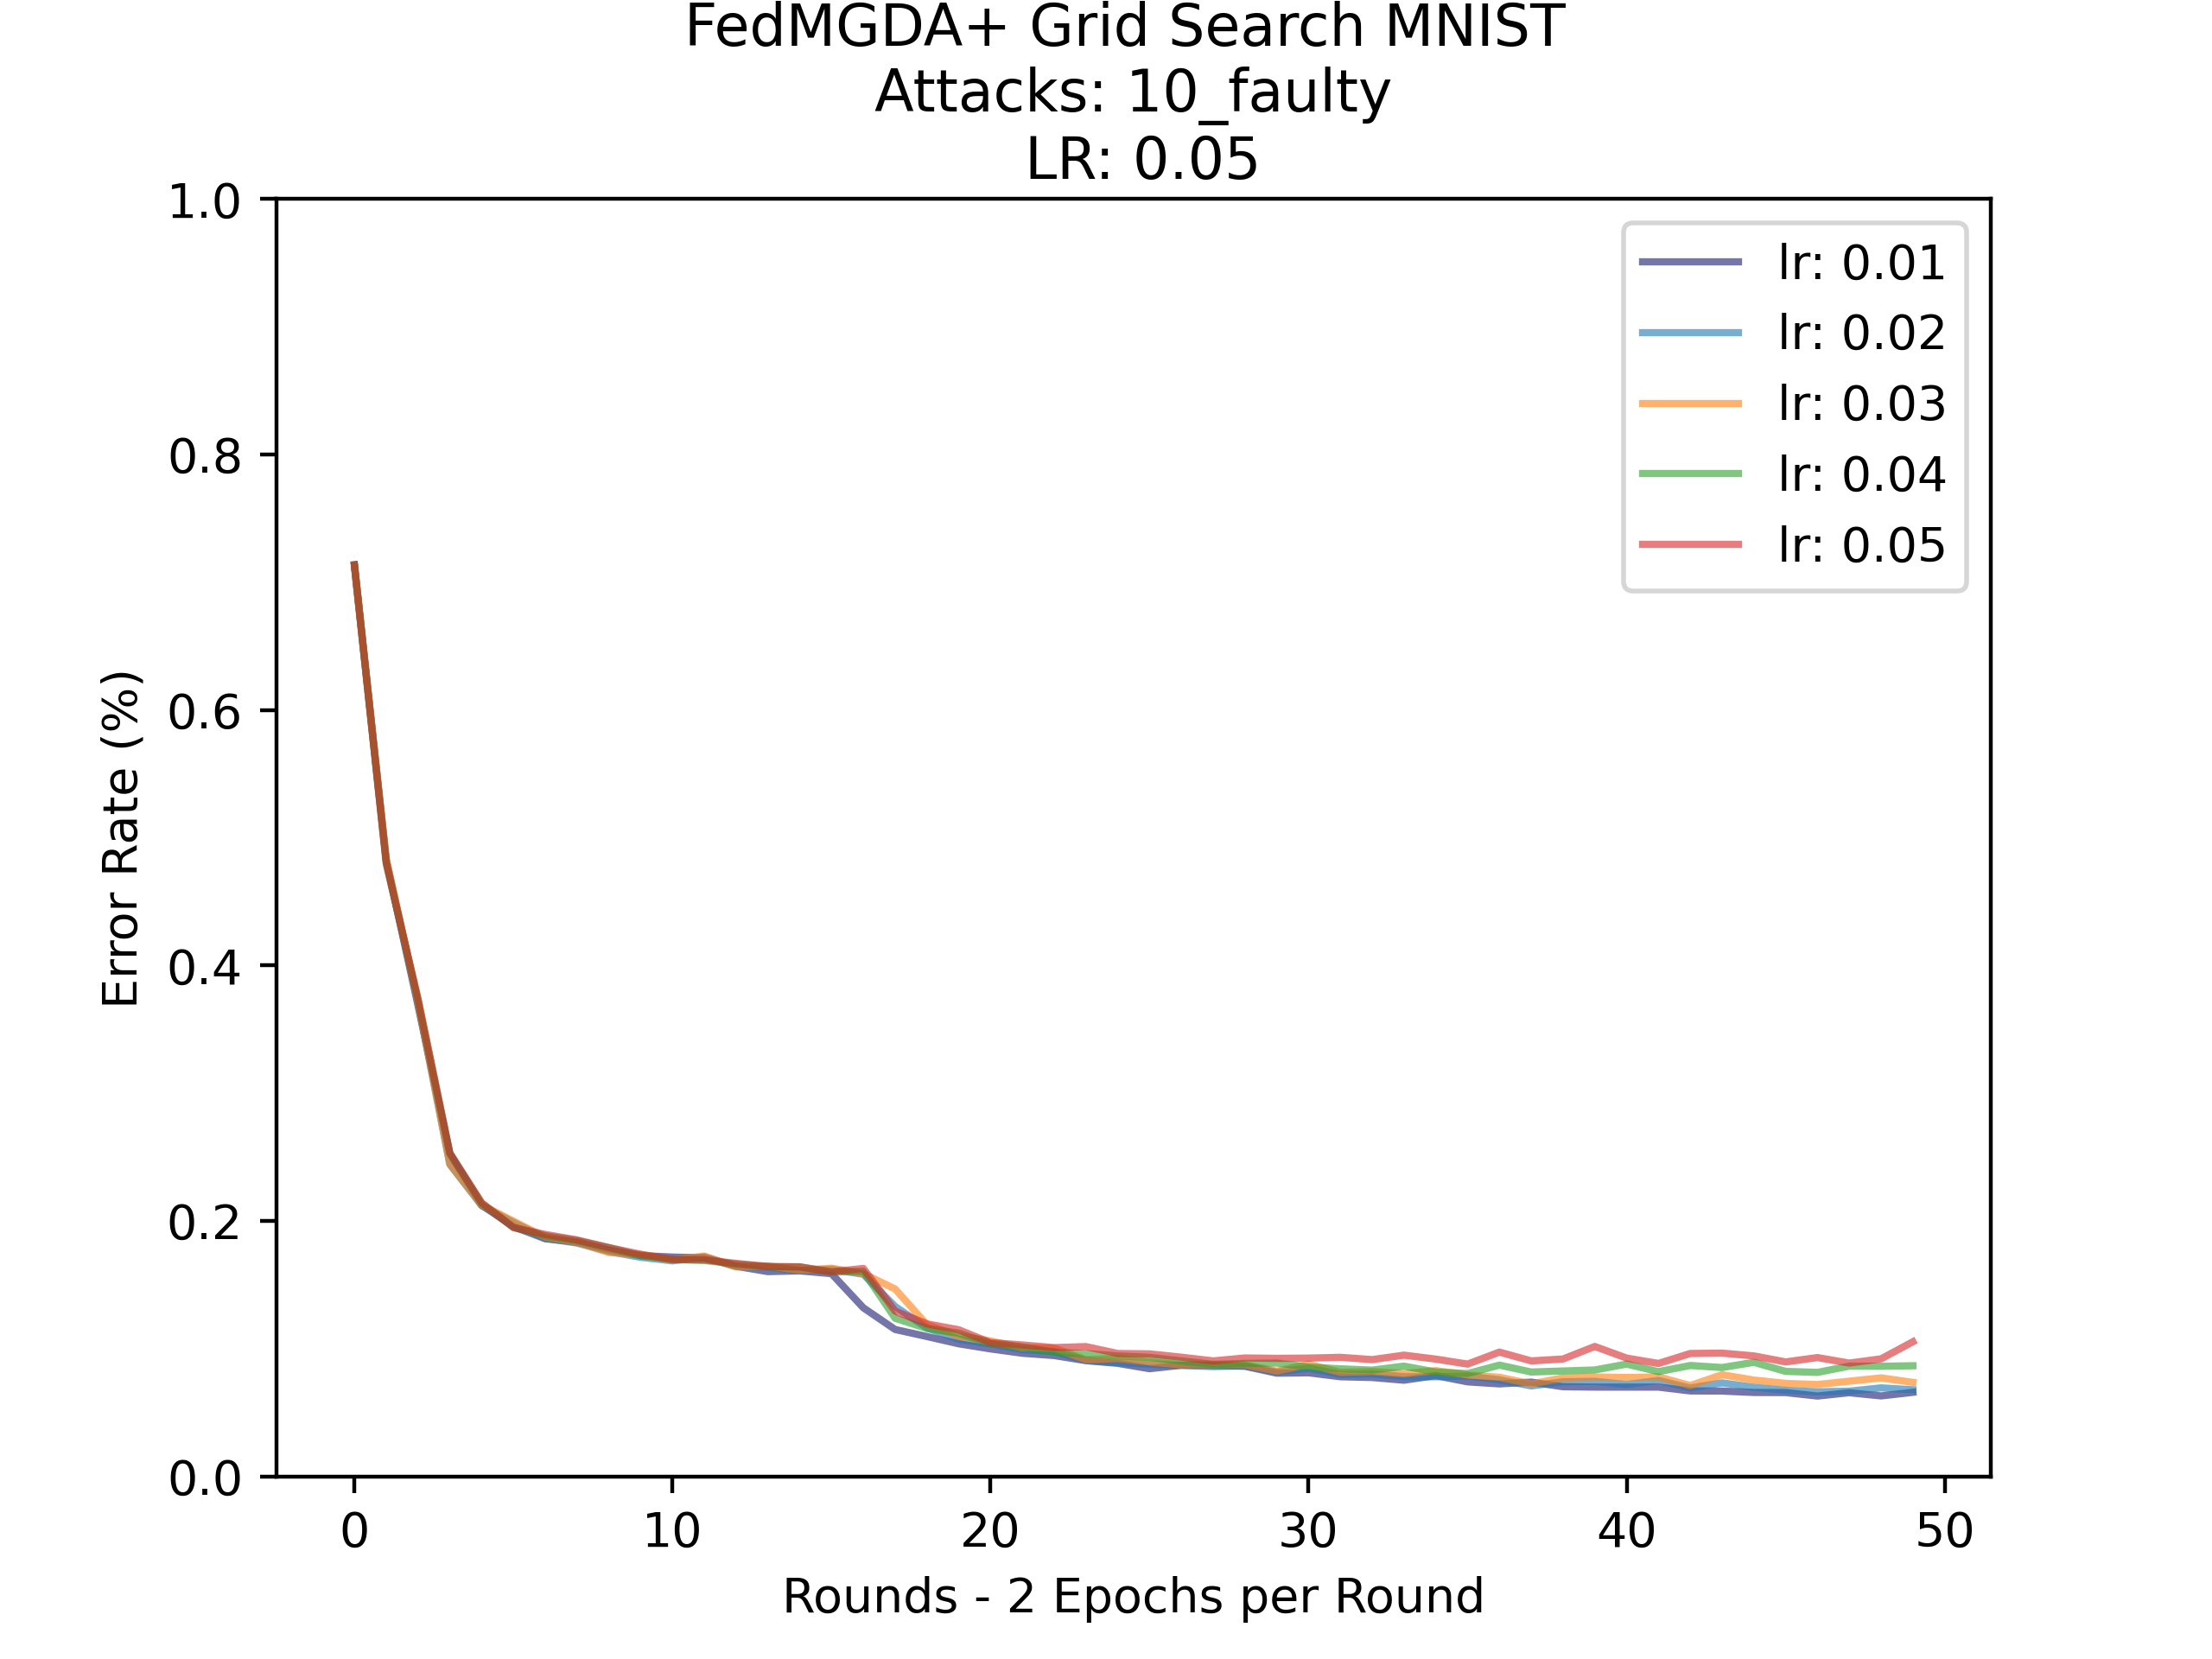 FedMGDA+ Grid Search MNIST
Attacks: 10_faulty
LR: 0.05
1.0
0.8
0.6
0.4
0.2
0.0
Error Rate (%)
lr: 0.01
lr: 0.02
lr: 0.03
lr: 0.04
lr: 0.05
0 10 20 30 40 50
Rounds - 2 Epochs per Round